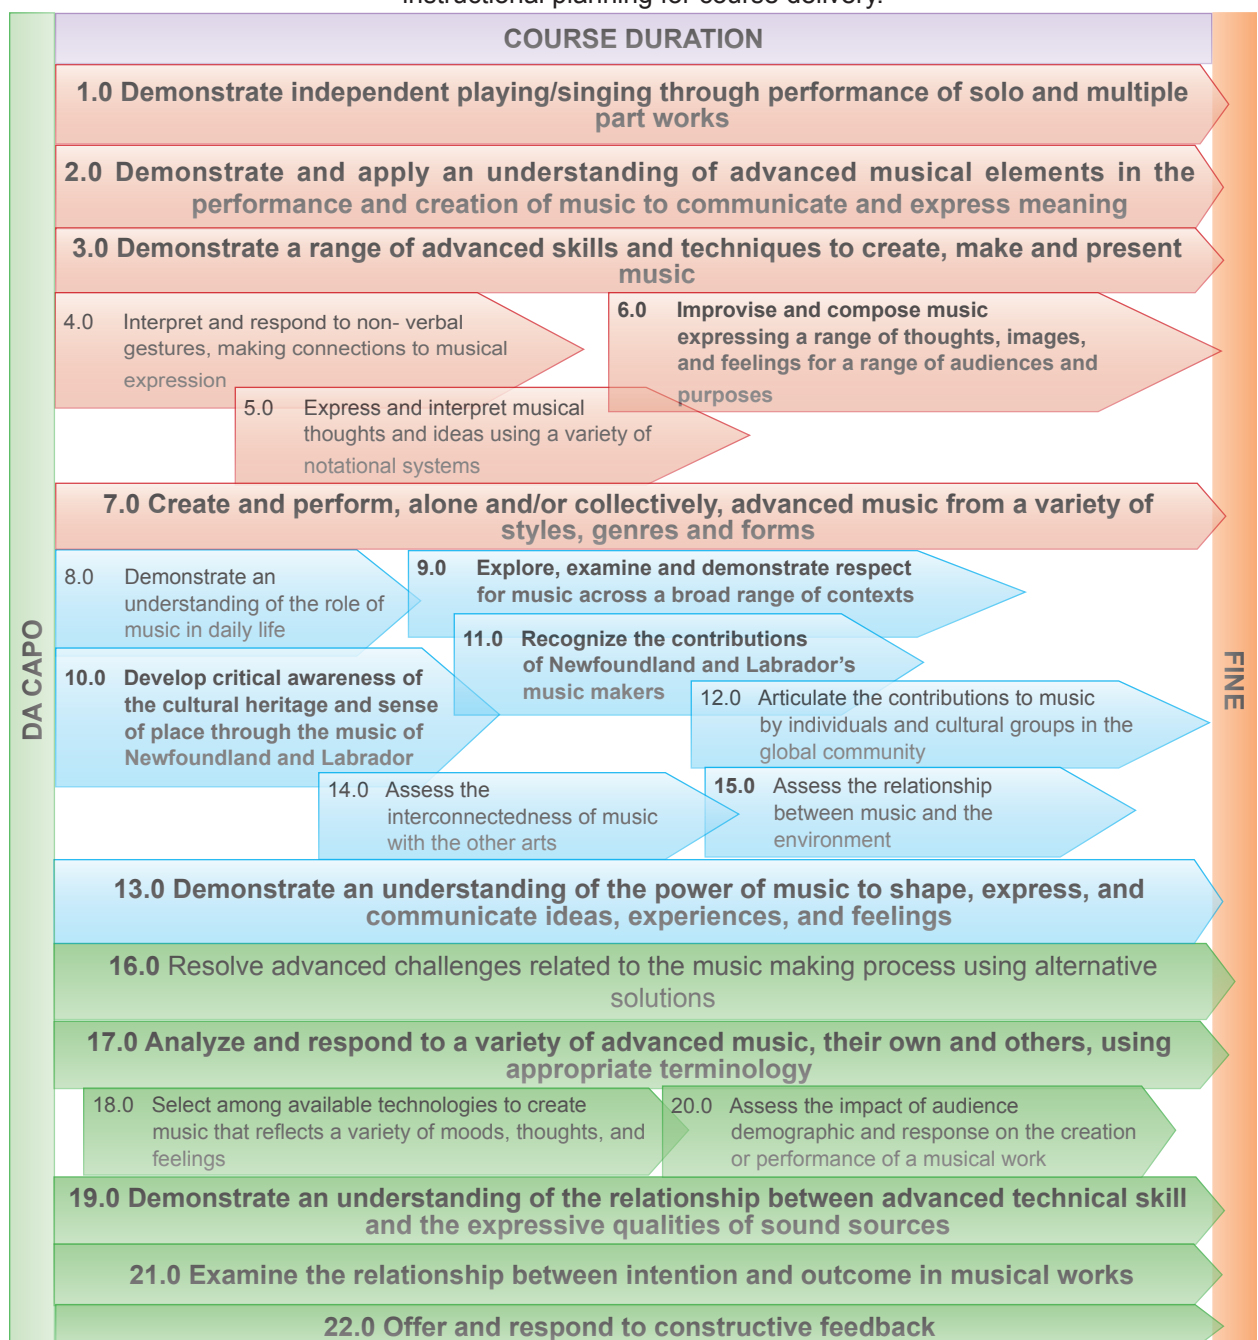 instructional planning for course delivery.
COURSE DURATION
DA CAPO
FINE
1.0 Demonstrate independent playing/singing through performance of solo and multiple
part works
2.0 Demonstrate and apply an understanding of advanced musical elements in the
performance and creation of music to communicate and express meaning
3.0 Demonstrate a range of advanced skills and techniques to create, make and present
music
4.0 Interpret and respond to non- verbal
gestures, making connections to musical
expression
6.0 Improvise and compose music
expressing a range of thoughts, images,
and feelings for a range of audiences and
purposes
5.0 Express and interpret musical
thoughts and ideas using a variety of
notational systems
7.0 Create and perform, alone and/or collectively, advanced music from a variety of
styles, genres and forms
8.0 Demonstrate an
understanding of the role of
music in daily life
9.0 Explore, examine and demonstrate respect
for music across a broad range of contexts
11.0 Recognize the contributions
of Newfoundland and Labrador's
music makers
10.0 Develop critical awareness of
the cultural heritage and sense
of place through the music of
Newfoundland and Labrador
12.0 Articulate the contributions to music
by individuals and cultural groups in the
global community
14.0 Assess the
interconnectedness of music
with the other arts
15.0 Assess the relationship
between music and the
environment
13.0 Demonstrate an understanding of the power of music to shape, express, and
communicate ideas, experiences, and feelings
16.0 Resolve advanced challenges related to the music making process using alternative
solutions
17.0 Analyze and respond to a variety of advanced music, their own and others, using
appropriate terminology
18.0 Select among available technologies to create
music that reflects a variety of moods, thoughts, and
feelings
20.0 Assess the impact of audience
demographic and response on the creation
or performance of a musical work
19.0 Demonstrate an understanding of the relationship between advanced technical skill
and the expressive qualities of sound sources
21.0 Examine the relationship between intention and outcome in musical works
22.0 Offer and respond to constructive feedback